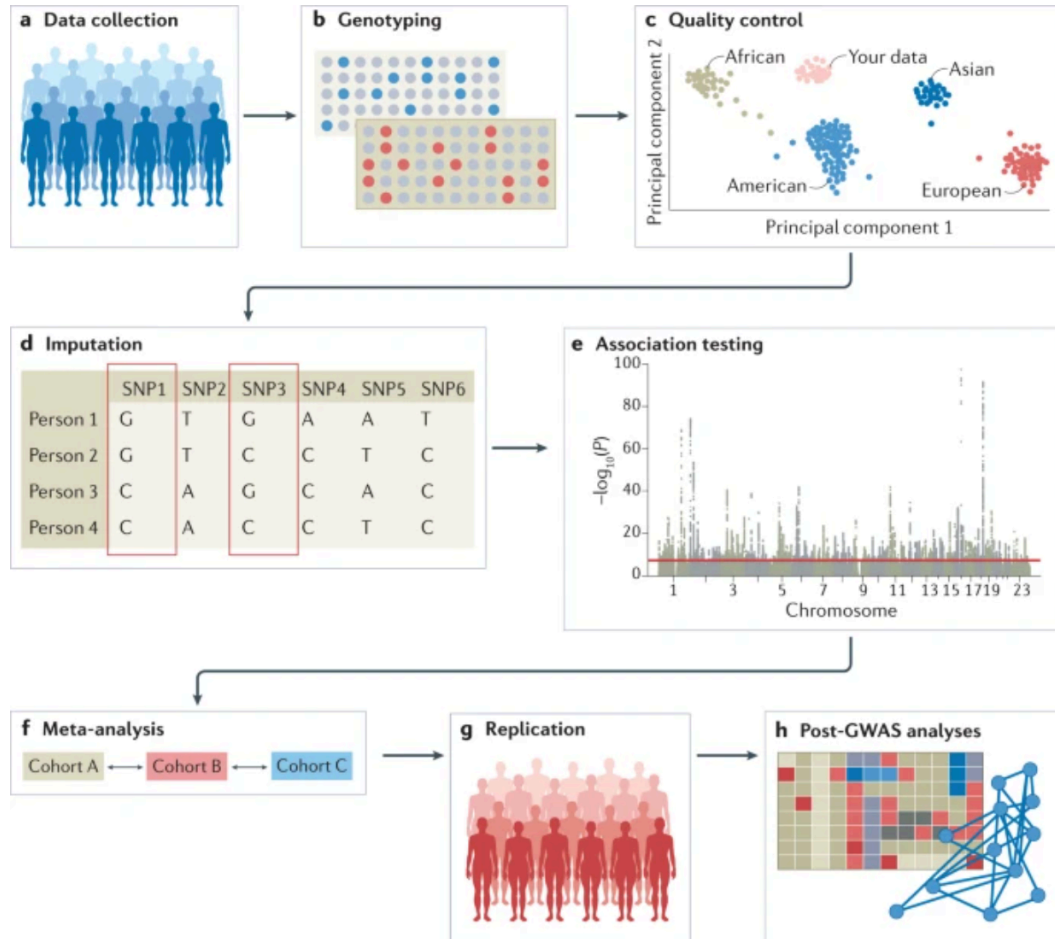 a Data collection
b Genotyping
c Quality control
Principal component 2
African
Your data
Asian
American
European
Principal component 1
d Imputation
SNP1 SNP2 SNP3 SNP4 SNP5 SNP6
Person 1 G T G A A T
Person 2 G T C C T C
Person 3 C A G C A C
Person 4 C A C C T C
e Association testing
−log10(P)
100
80
60
40
20
0
1 3 5 7 9 11 13 15 17 19 23
Chromosome
f Meta-analysis
Cohort A Cohort B Cohort C
g Replication
h Post-GWAS analyses